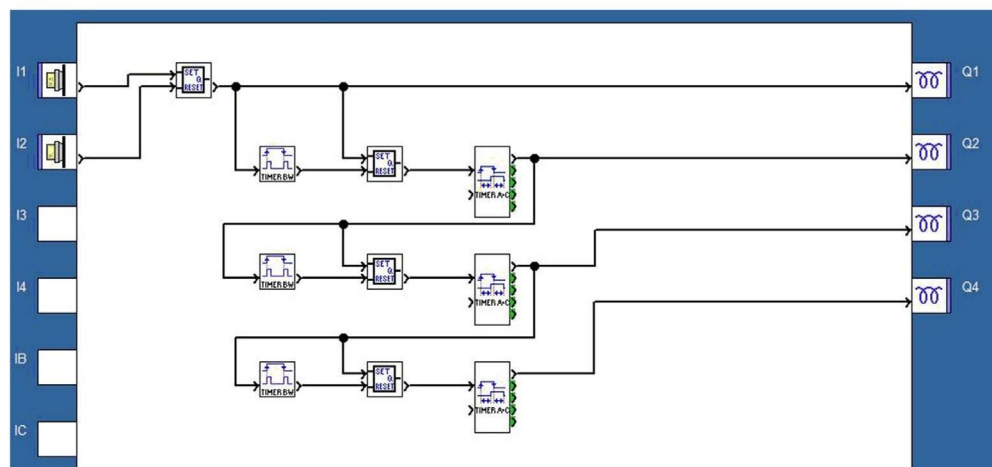 I1
SET
Q
RESET
Q1
I2
TIMER BW
SET
Q
RESET
TIMER A+C
Q2
I3
Q3
TIMER BW
SET
Q
RESET
TIMER A+C
I4
Q4
IB
TIMER BW
SET
Q
RESET
TIMER A+C
IC